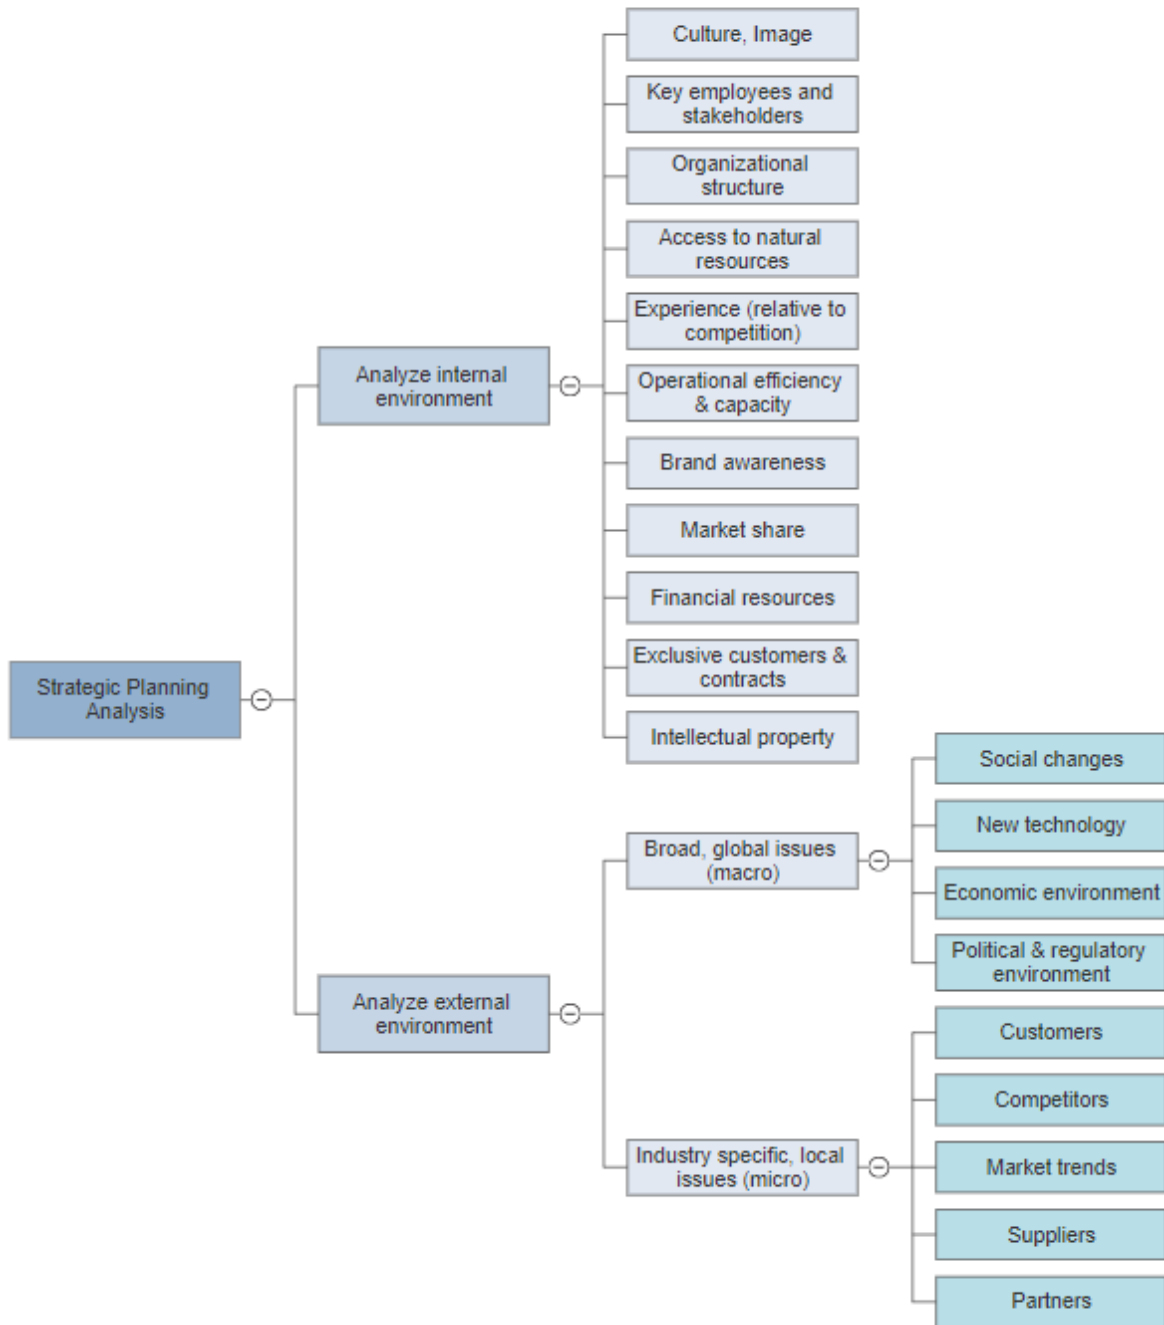 Culture, Image
Key employees and
stakeholders
Organizational
structure
Access to natural
resources
Experience (relative to
competition)
Analyze internal
environment
Operational efficiency
& capacity
Brand awareness
Market share
Financial resources
Exclusive customers &
contracts
Strategic Planning
Analysis
Intellectual property
Social changes
New technology
Broad, global issues
(macro)
Economic environment
Political & regulatory
environment
Analyze external
environment
Customers
Competitors
Industry specific, local
issues (micro)
Market trends
Suppliers
Partners